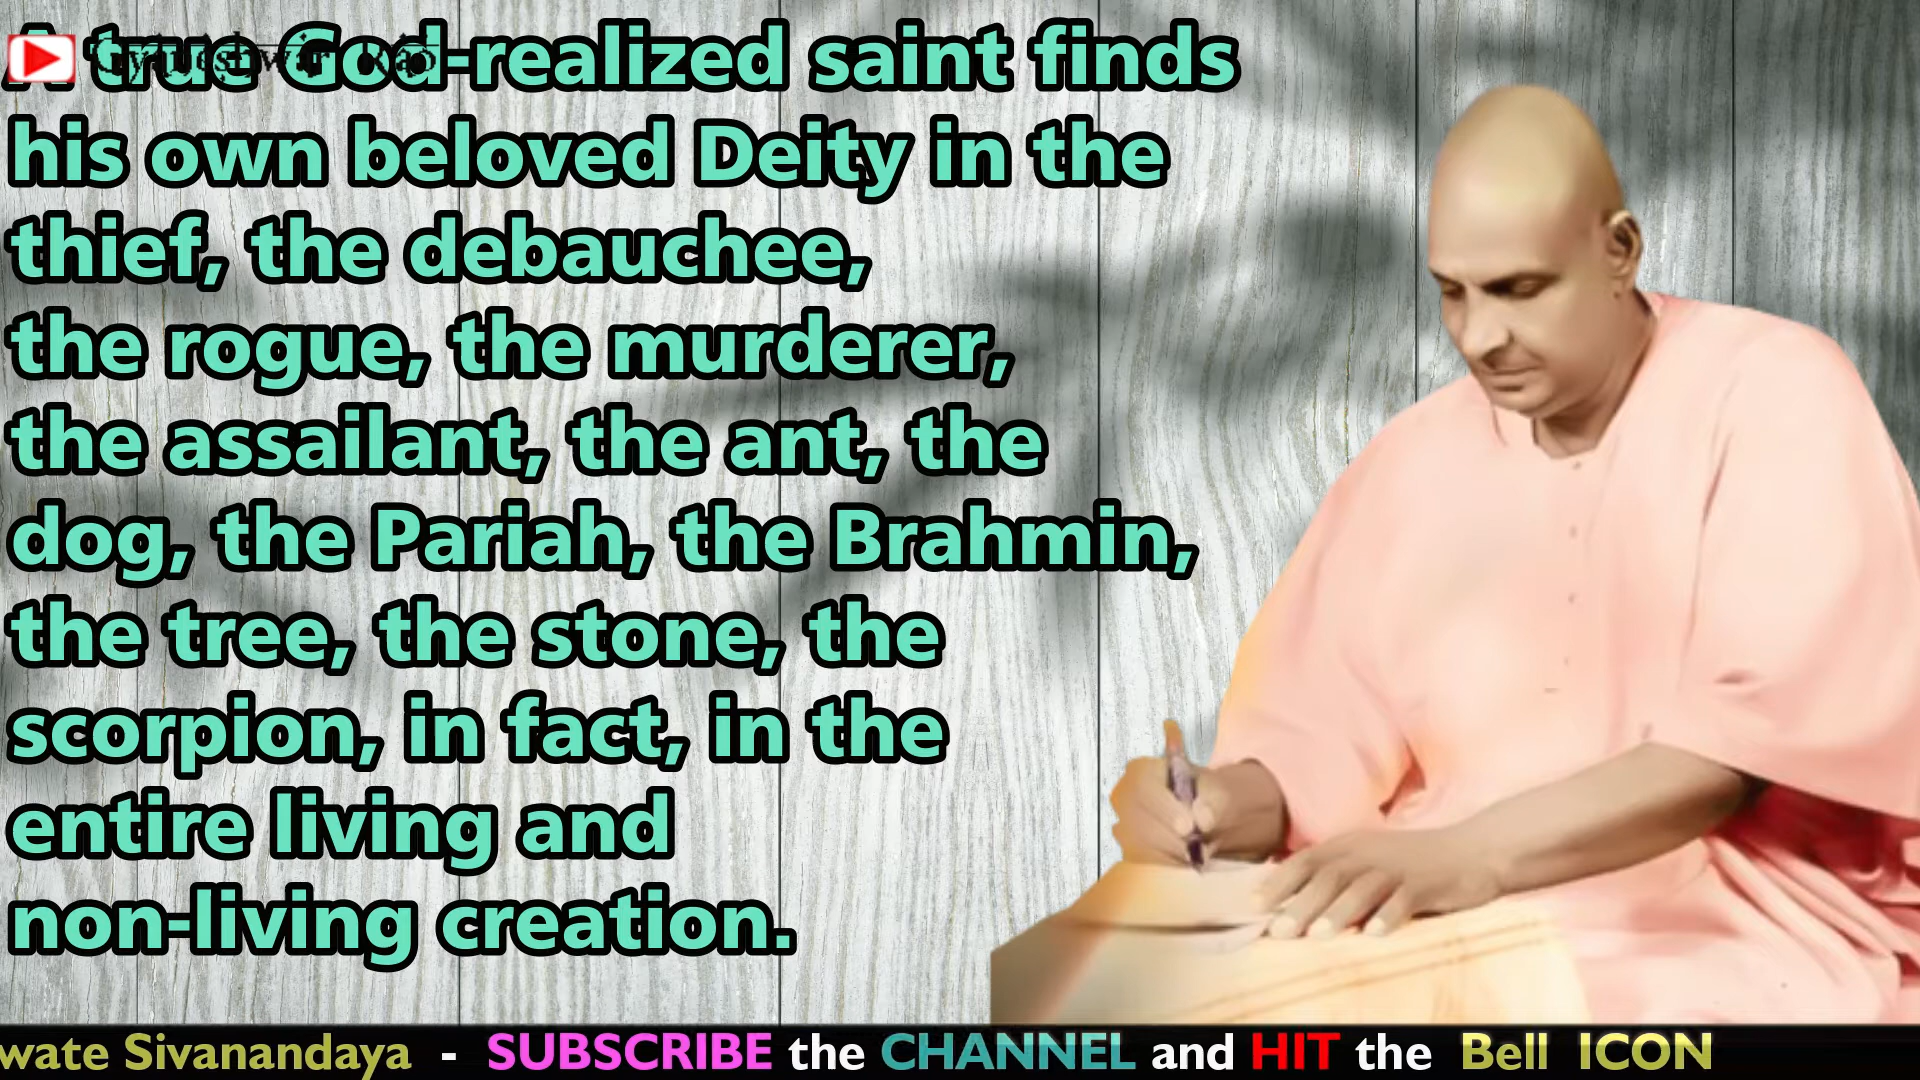 A true God-realized saint finds
his own beloved Deity in the
thief, the debauchee,
the rogue, the murderer,
the assailant, the ant, the
dog, the Pariah, the Brahmin,
the tree, the stone, the
scorpion, in fact, in the
entire living and
non-living creation.
wate Sivanandaya - SUBSCRIBE the CHANNEL and HIT the Bell ICON